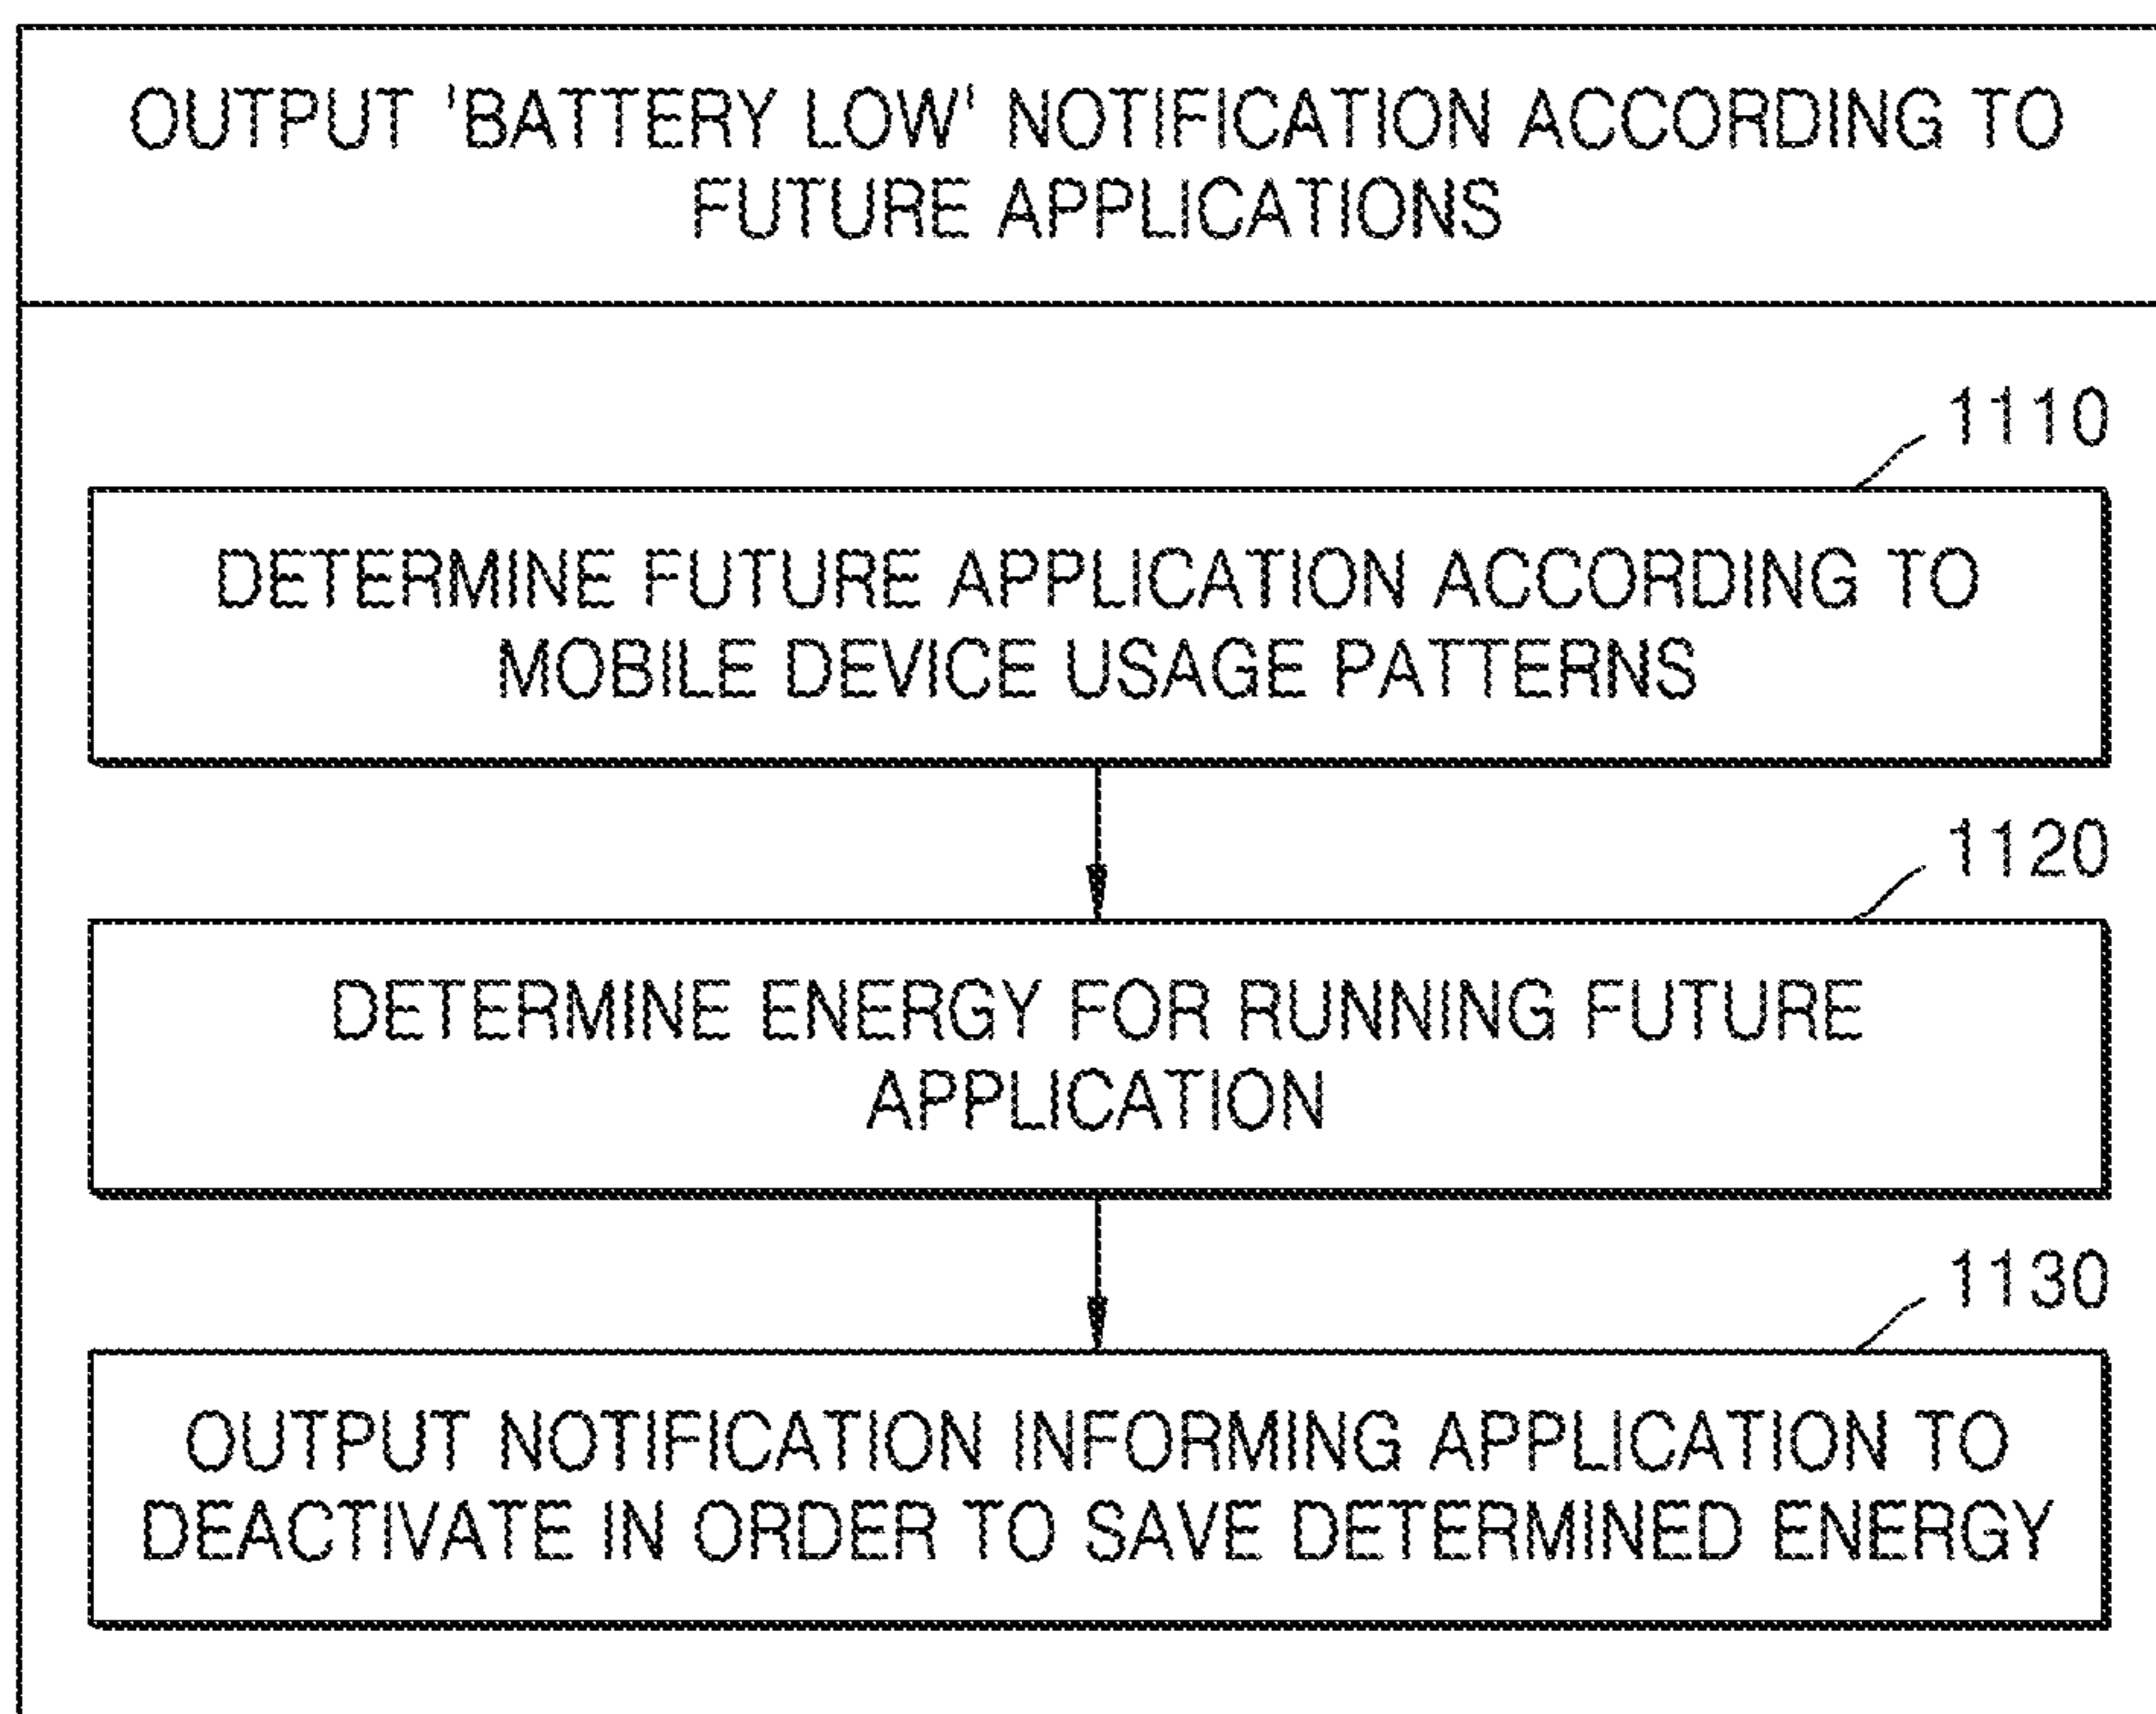 OUTPUT 'BATTERY LOW' NOTIFICATION ACCORDING TO
FUTURE APPLICATIONS
1110
DETERMINE FUTURE APPLICATION ACCORDING TO
MOBILE DEVICE USAGE PATTERNS
1120
DETERMINE ENERGY FOR RUNNING FUTURE
APPLICATION
1130
OUTPUT NOTIFICATION INFORMING APPLICATION TO
DEACTIVATE IN ORDER TO SAVE DETERMINED ENERGY